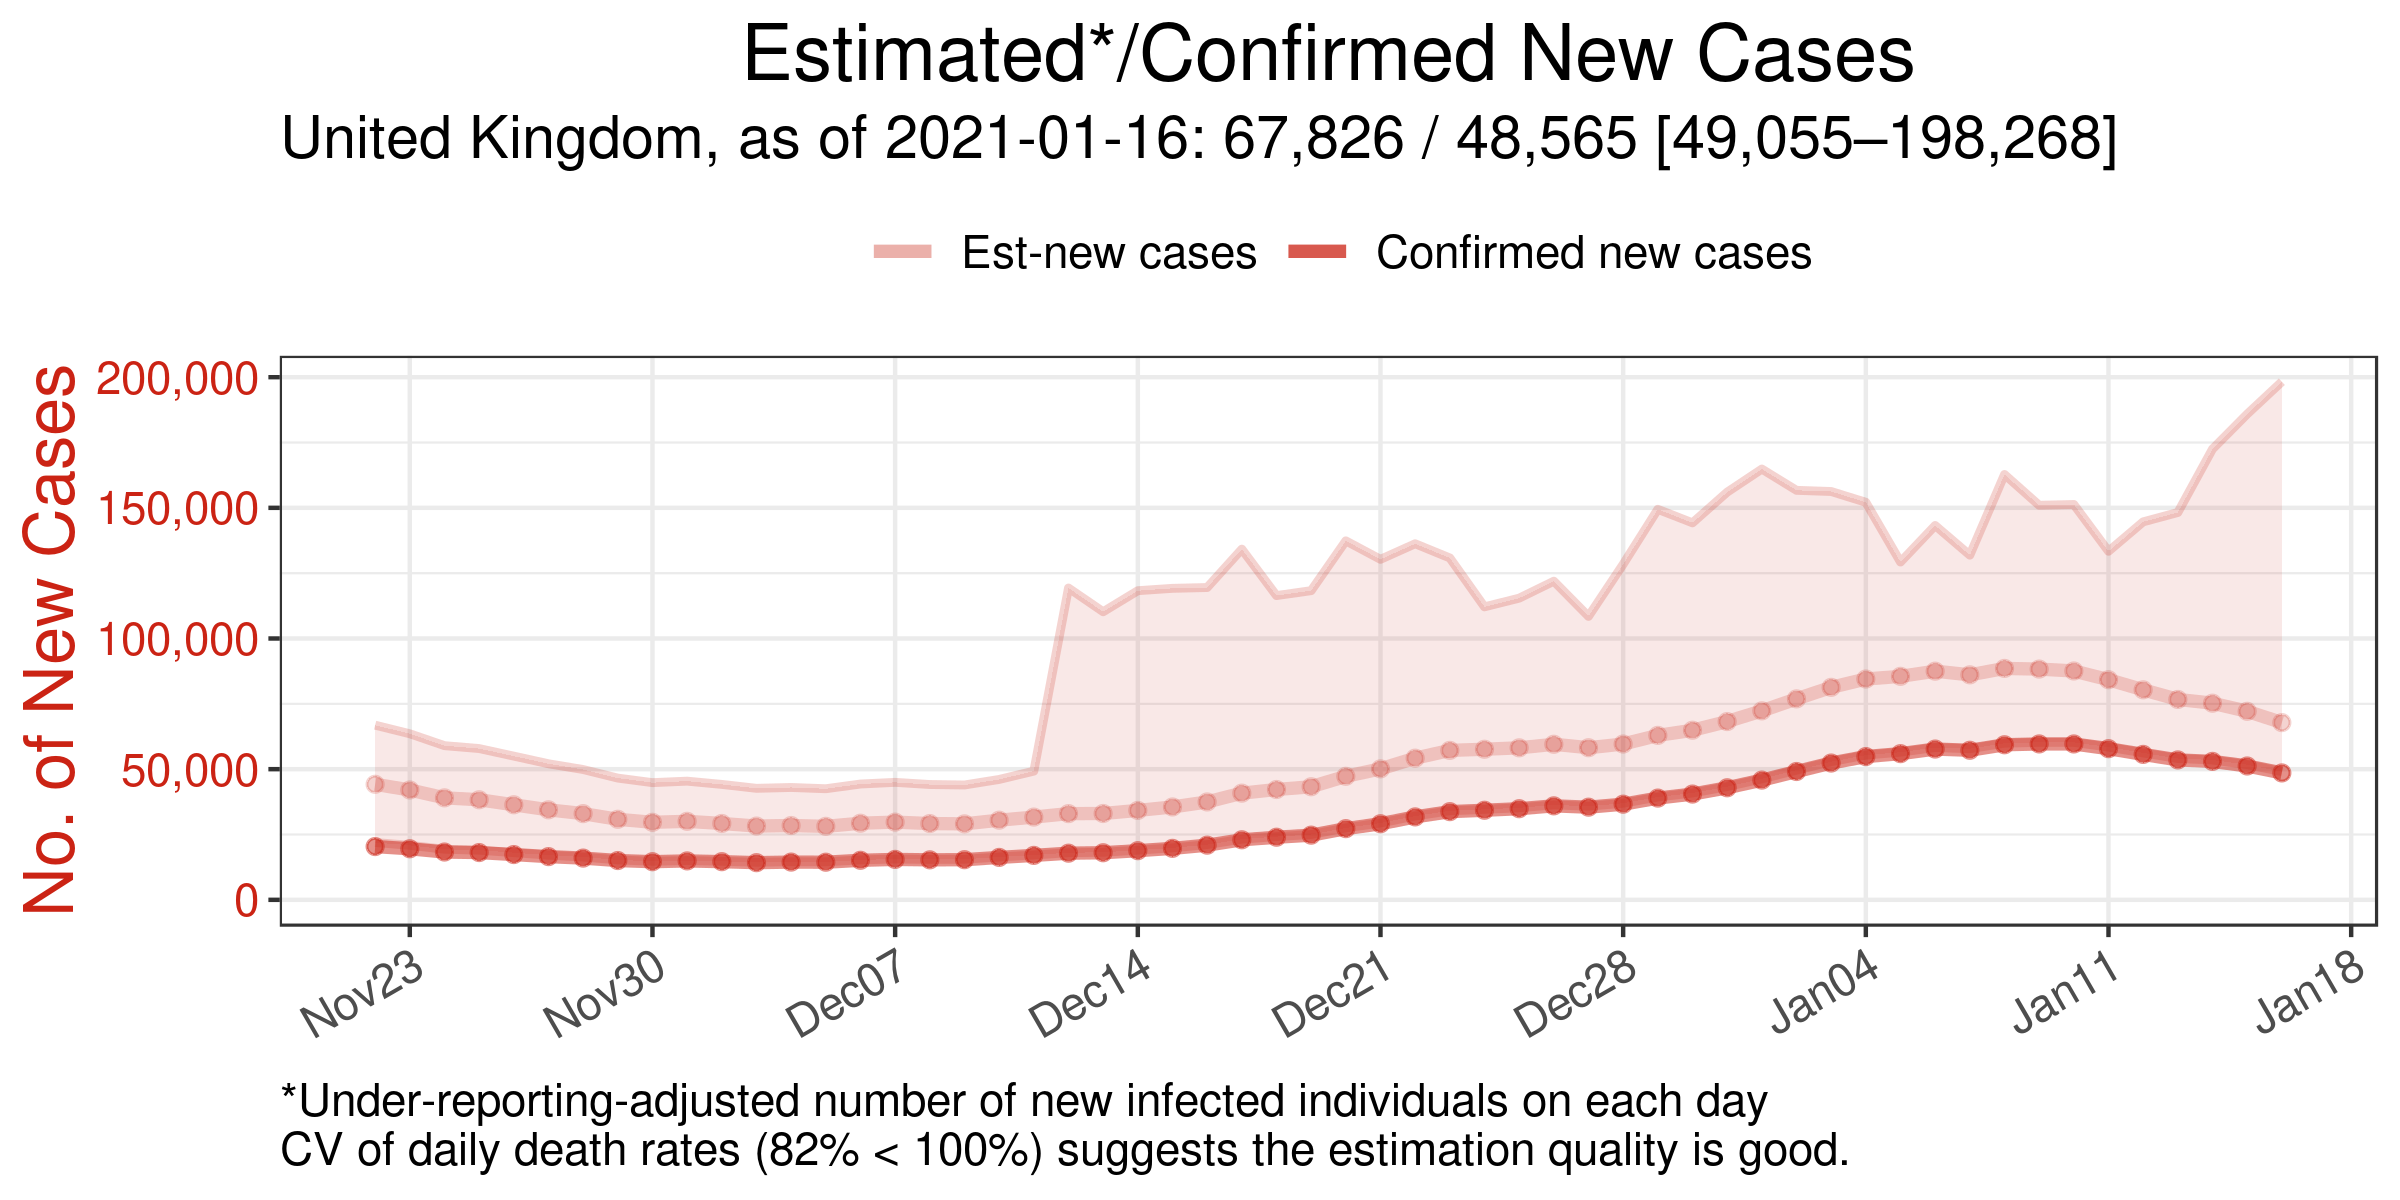 Estimated*/Confirmed New Cases
United Kingdom, as of 2021-01-16: 67,826 / 48,565 [49,055–198,268]
Est-new cases
Confirmed new cases
No. of New Cases
200,000
150,000
100,000
50,000
0
Nov23
Nov30
Dec07
Dec14
Dec21
Dec28
Jan04
Jan11
Jan18
*Under-reporting-adjusted number of new infected individuals on each day
CV of daily death rates (82% < 100%) suggests the estimation quality is good.